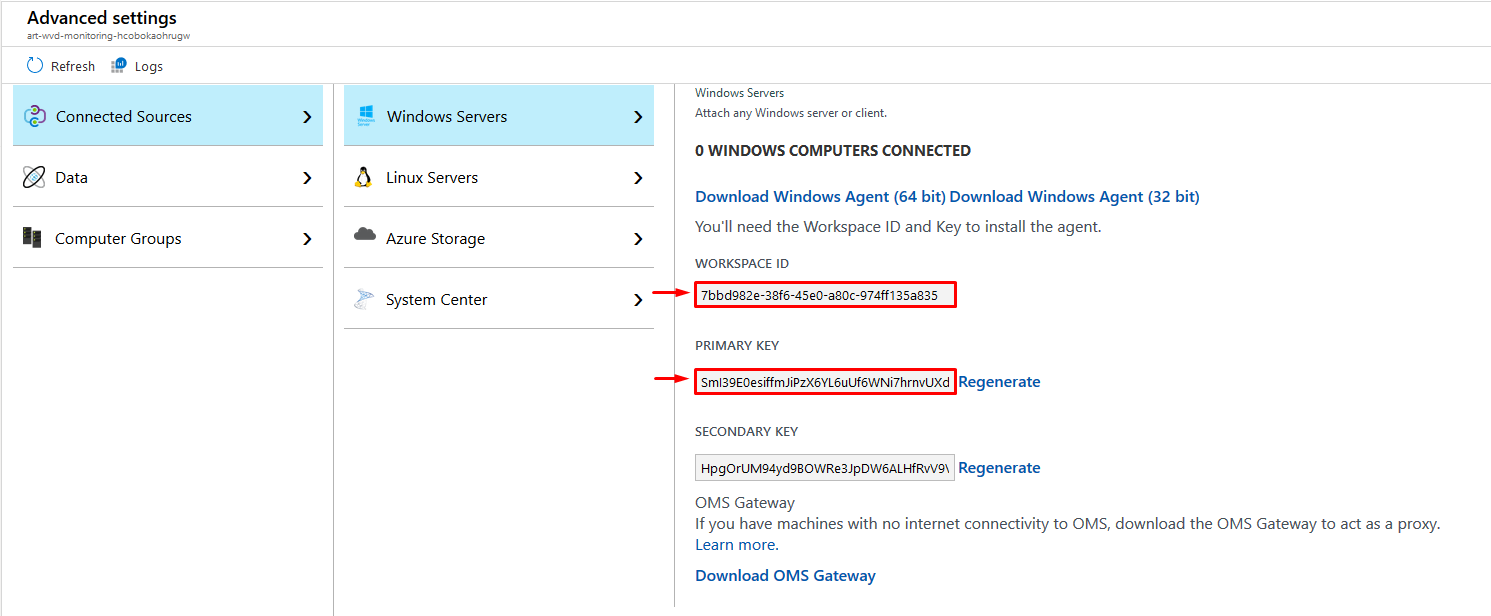 Advanced settings
art-wvd-monitoring-hcobokaohrugw
Refresh Logs
Connected Sources
Data
Computer Groups
Windows Servers
Linux Servers
Azure Storage
System Center
Windows Servers
Attach any Windows server or client.
0 WINDOWS COMPUTERS CONNECTED
Download Windows Agent (64 bit) Download Windows Agent (32 bit)
You'll need the Workspace ID and Key to install the agent.
WORKSPACE ID
7bbd982e-38f6-45e0-a80c-974ff135a835
PRIMARY KEY
SmI39E0esiffmJiPzX6YL6uUf6WNi7hrnvUXd Regenerate
SECONDARY KEY
HpgOrUM94yd9BOWRe3JpDW6ALHfRvV9\ Regenerate
OMS Gateway
If you have machines with no internet connectivity to OMS, download the OMS Gateway to act as a proxy.
Learn more.
Download OMS Gateway